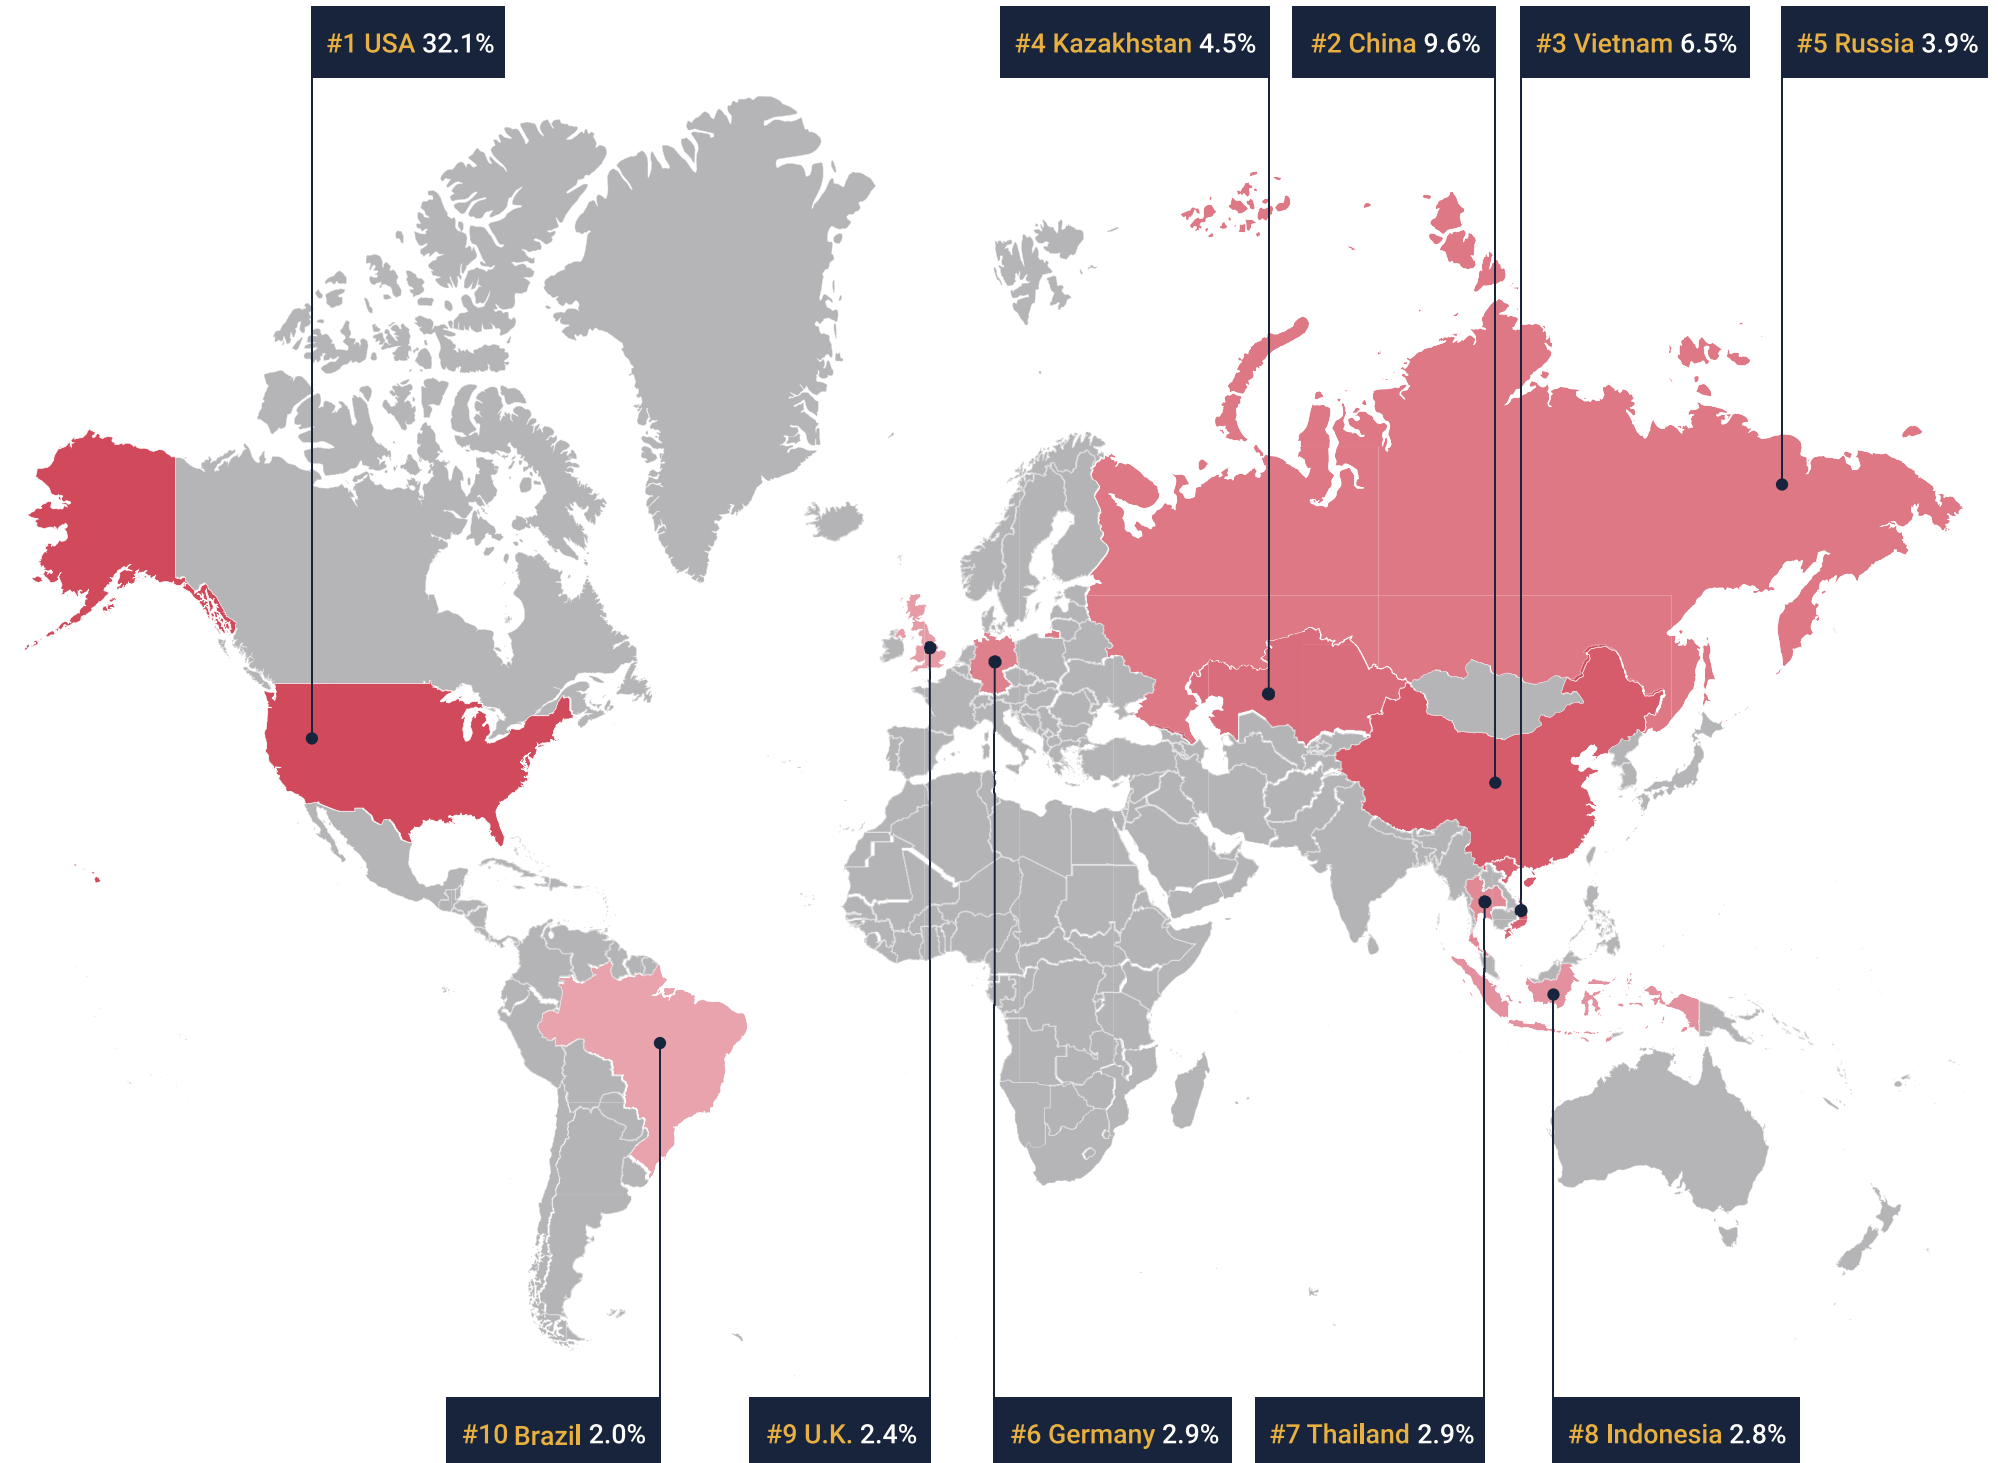 #1 USA 32.1%
#4 Kazakhstan 4.5%
#2 China 9.6%
#3 Vietnam 6.5%
#5 Russia 3.9%
#10 Brazil 2.0%
#9 U.K. 2.4%
#6 Germany 2.9%
#7 Thailand 2.9%
#8 Indonesia 2.8%